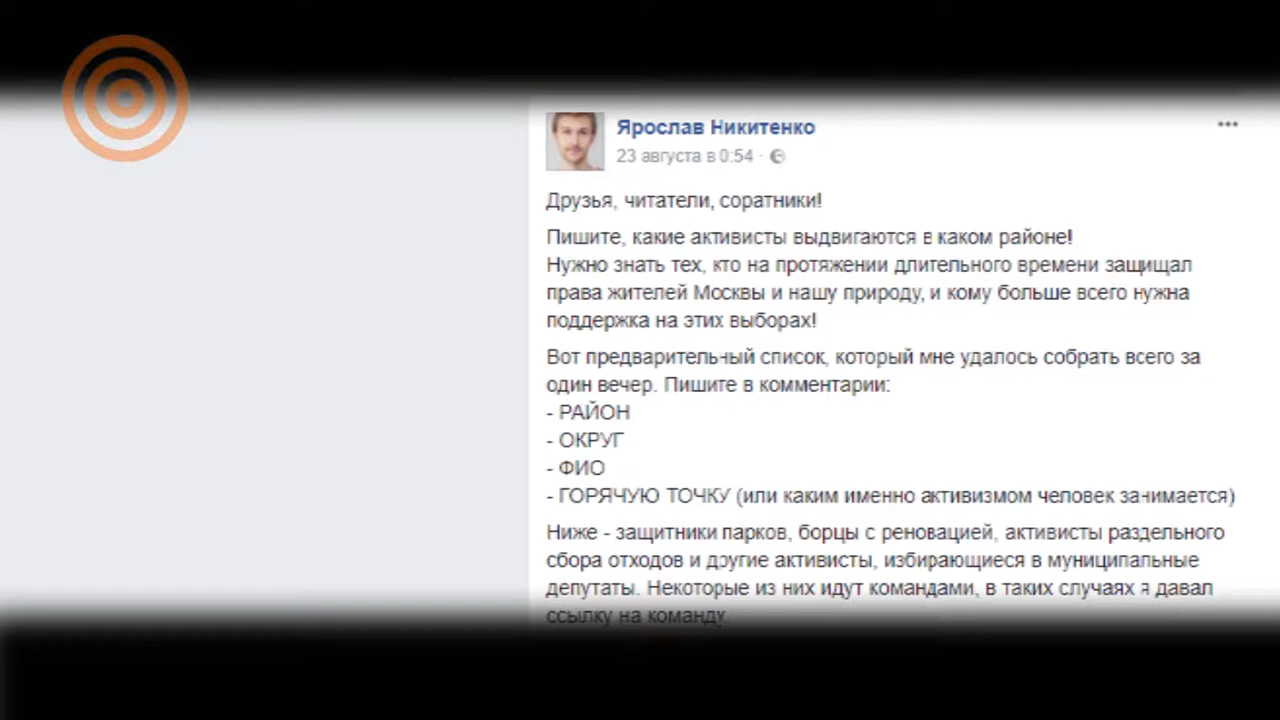 Ярослав Никитенко
23 августа в 0:54 ·
Друзья, читатели, соратники!
Пишите, какие активисты выдвигаются в каком районе!
Нужно знать тех, кто на протяжении длительного времени защищал
права жителей Москвы и нашу природу, и кому больше всего нужна
поддержка на этих выборах!
Вот предварительный список, который мне удалось собрать всего за
один вечер. Пишите в комментарии:
- РАЙОН
- ОКРУГ
- ФИО
- ГОРЯЧУЮ ТОЧКУ (или каким именно активизмом человек занимается)
Ниже - защитники парков, борцы с реновацией, активисты раздельного
сбора отходов и другие активисты, избирающиеся в муниципальные
депутаты. Некоторые из них идут командами, в таких случаях я давал
ссылку на команду.